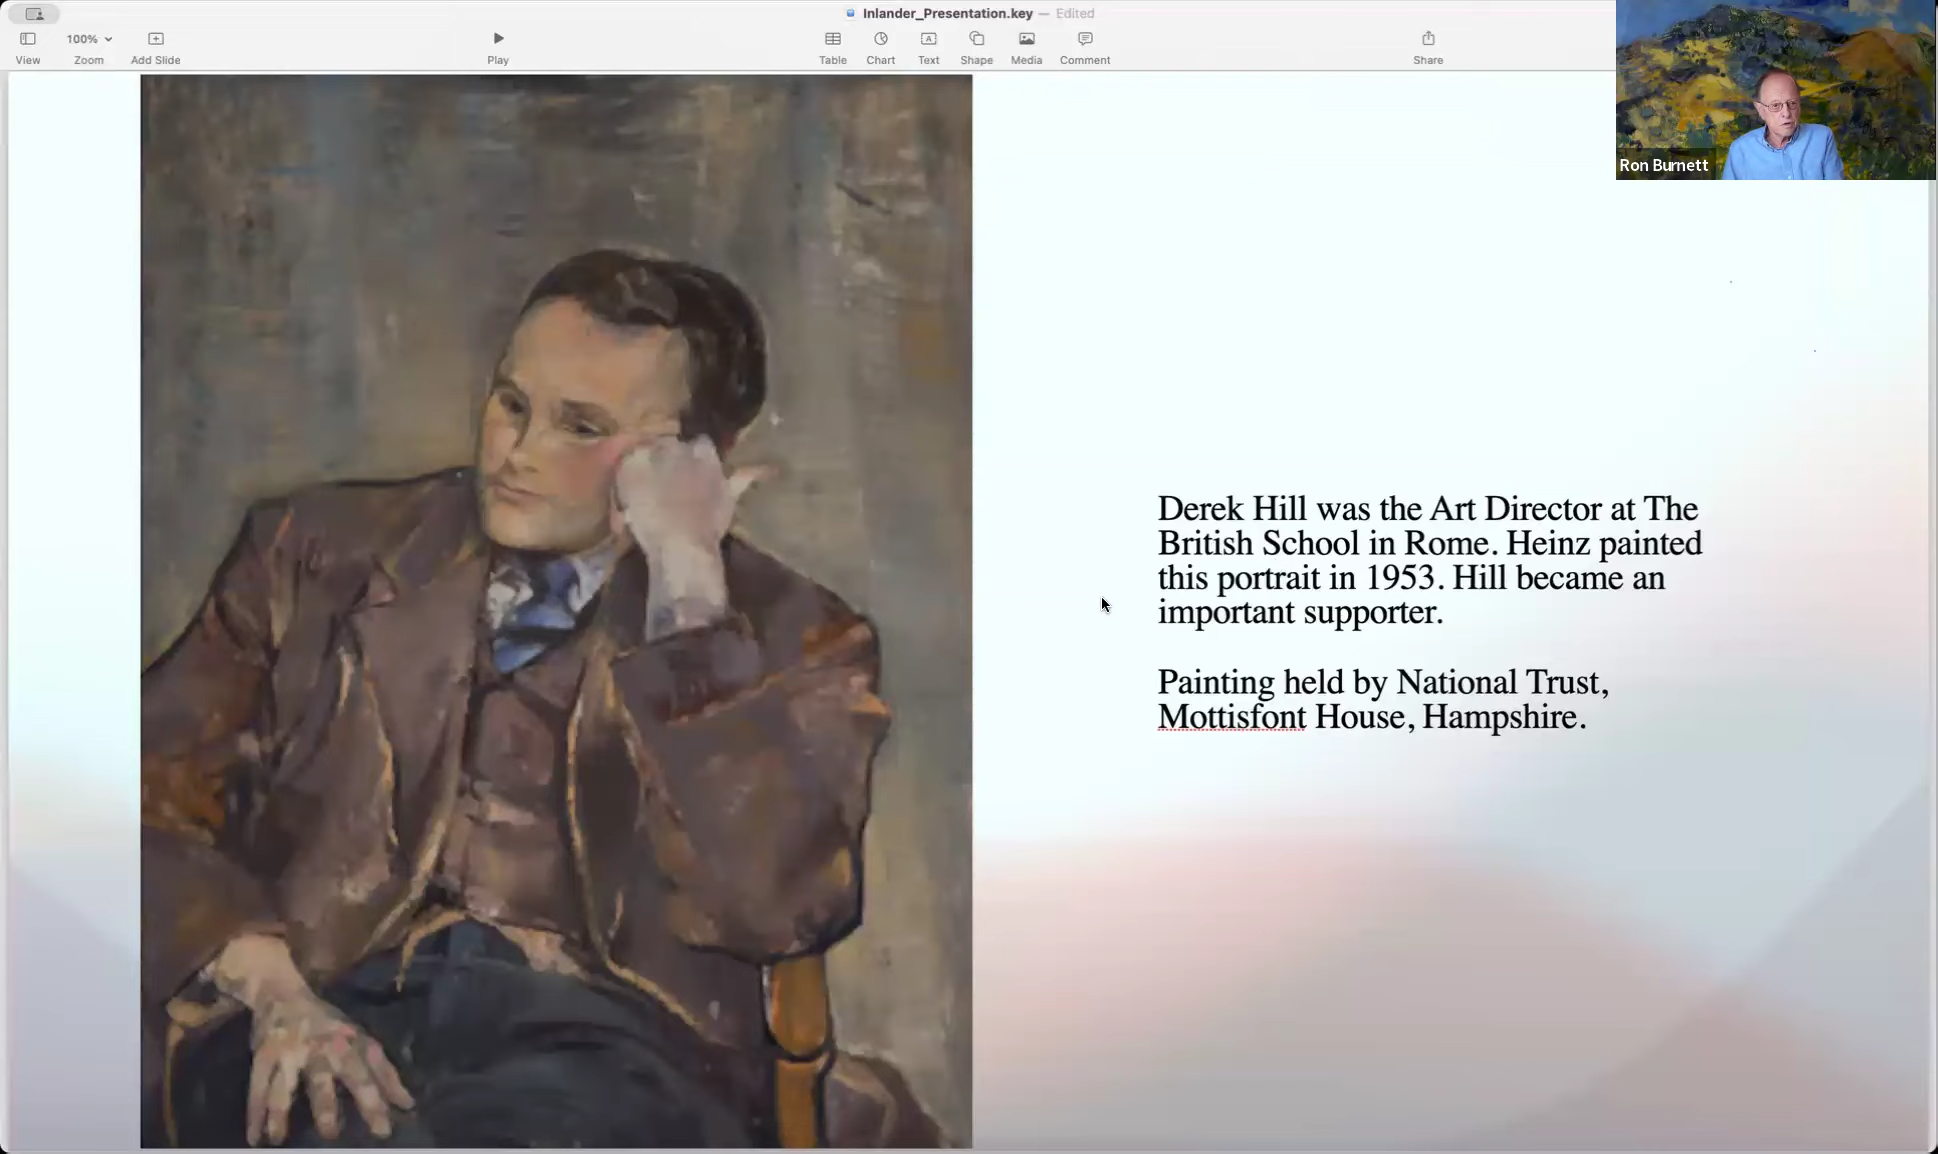 Inlander_Presentation.key — Edited
100%
View
Zoom
Add Slide
Play
Table
Chart
Text
Shape
Media
Comment
Share
Ron Burnett
Derek Hill was the Art Director at The
British School in Rome. Heinz painted
this portrait in 1953. Hill became an
important supporter.
Painting held by National Trust,
Mottisfont House, Hampshire.